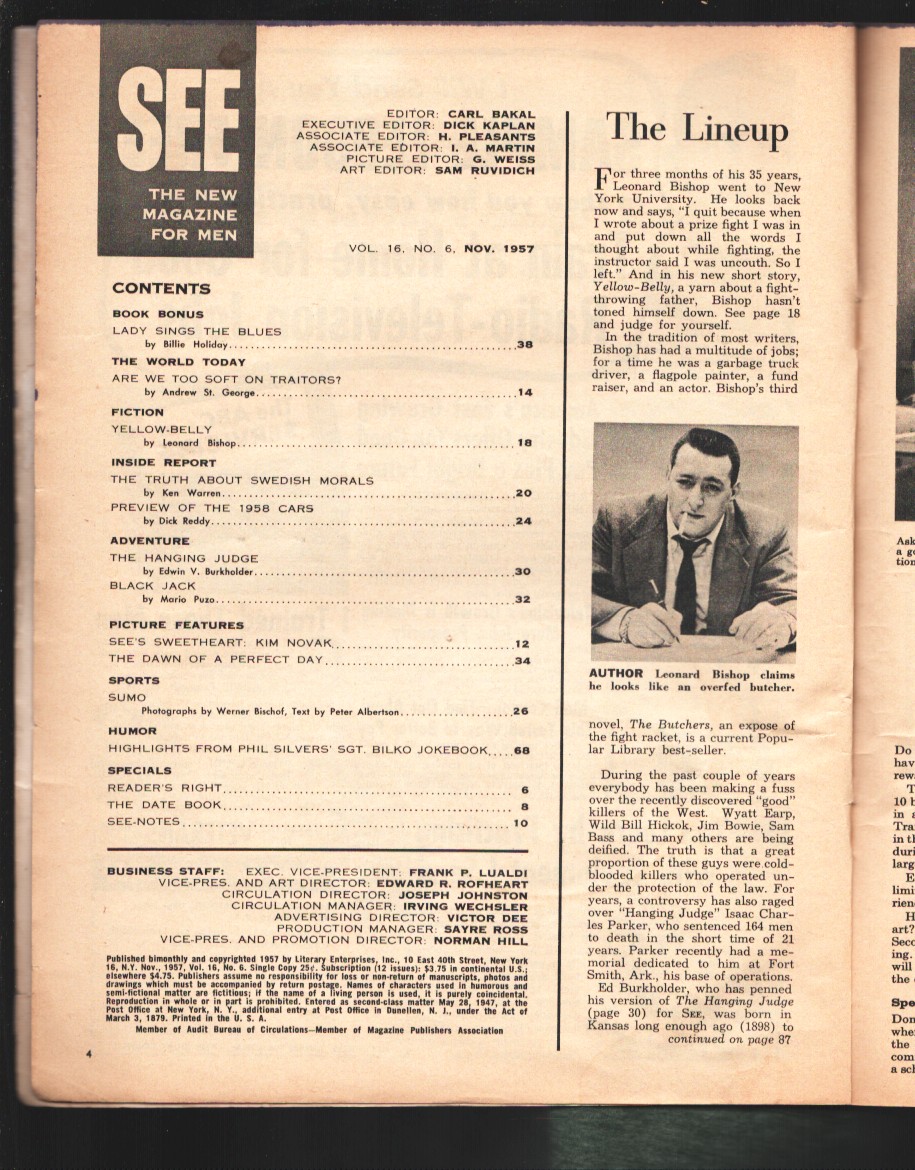 SEE
THE NEW
MAGAZINE
FOR MEN
EDITOR: CARL BAKAL
EXECUTIVE EDITOR: DICK KAPLAN
ASSOCIATE EDITOR: H. PLEASANTS
ASSOCIATE EDITOR: I. A. MARTIN
PICTURE EDITOR: G. WEISS
ART EDITOR: SAM RUVIDICH
VOL. 16, NO. 6, NOV. 1957
CONTENTS
BOOK BONUS
LADY SINGS THE BLUES
by Billie Holiday....................38
THE WORLD TODAY
ARE WE TOO SOFT ON TRAITORS?
by Andrew St. George....................14
FICTION
YELLOW-BELLY
by Leonard Bishop....................18
INSIDE REPORT
THE TRUTH ABOUT SWEDISH MORALS
by Ken Warren....................20
PREVIEW OF THE 1958 CARS
by Dick Reddy....................24
ADVENTURE
THE HANGING JUDGE
by Edwin V. Burkholder....................30
BLACK JACK
by Mario Puzo....................32
PICTURE FEATURES
SEE'S SWEETHEART: KIM NOVAK....................12
THE DAWN OF A PERFECT DAY....................34
SPORTS
SUMO
Photographs by Werner Bischof, Text by Peter Albertson....................26
HUMOR
HIGHLIGHTS FROM PHIL SILVERS' SGT. BILKO JOKEBOOK.....68
SPECIALS
READER'S RIGHT....................6
THE DATE BOOK....................8
SEE-NOTES....................10
BUSINESS STAFF: EXEC. VICE-PRESIDENT: FRANK P. LUALDI
VICE-PRES. AND ART DIRECTOR: EDWARD R. ROFHEART
CIRCULATION DIRECTOR: JOSEPH JOHNSTON
CIRCULATION MANAGER: IRVING WECHSLER
ADVERTISING DIRECTOR: VICTOR DEE
PRODUCTION MANAGER: SAYRE ROSS
VICE-PRES. AND PROMOTION DIRECTOR: NORMAN HILL
Published bimonthly and copyrighted 1957 by Literary Enterprises, Inc., 10 East 40th Street, New York
16, N.Y. Nov., 1957, Vol. 16, No. 6. Single Copy 25¢. Subscription (12 issues): $3.75 in continental U.S.;
elsewhere $4.75. Publishers assume no responsibility for loss or non-return of manuscripts, photos and
drawings which must be accompanied by return postage. Names of characters used in humorous and
semi-fictional matter are fictitious; if the name of a living person is used, it is purely coincidental.
Reproduction in whole or in part is prohibited. Entered as second-class matter May 28, 1947, at the
Post Office at New York, N. Y., additional entry at Post Office in Dunellen, N. J., under the Act of
March 3, 1879. Printed in the U. S. A.
Member of Audit Bureau of Circulations—Member of Magazine Publishers Association
4
The Lineup
For three months of his 35 years,
Leonard Bishop went to New
York University. He looks back
now and says, "I quit because when
I wrote about a prize fight I was in
and put down all the words I
thought about while fighting, the
instructor said I was uncouth. So I
left." And in his new short story,
Yellow-Belly, a yarn about a fight-
throwing father, Bishop hasn't
toned himself down. See page 18
and judge for yourself.
In the tradition of most writers,
Bishop has had a multitude of jobs;
for a time he was a garbage truck
driver, a flagpole painter, a fund
raiser, and an actor. Bishop's third
AUTHOR Leonard Bishop claims
he looks like an overfed butcher.
novel, The Butchers, an expose of
the fight racket, is a current Popu-
lar Library best-seller.
During the past couple of years
everybody has been making a fuss
over the recently discovered "good"
killers of the West. Wyatt Earp,
Wild Bill Hickok, Jim Bowie, Sam
Bass and many others are being
deified. The truth is that a great
proportion of these guys were cold-
blooded killers who operated un-
der the protection of the law. For
years, a controversy has also raged
over "Hanging Judge" Isaac Char-
les Parker, who sentenced 164 men
to death in the short time of 21
years. Parker recently had a me-
morial dedicated to him at Fort
Smith, Ark., his base of operations.
Ed Burkholder, who has penned
his version of The Hanging Judge
(page 30) for SEE, was born in
Kansas long enough ago (1898) to
continued on page 87